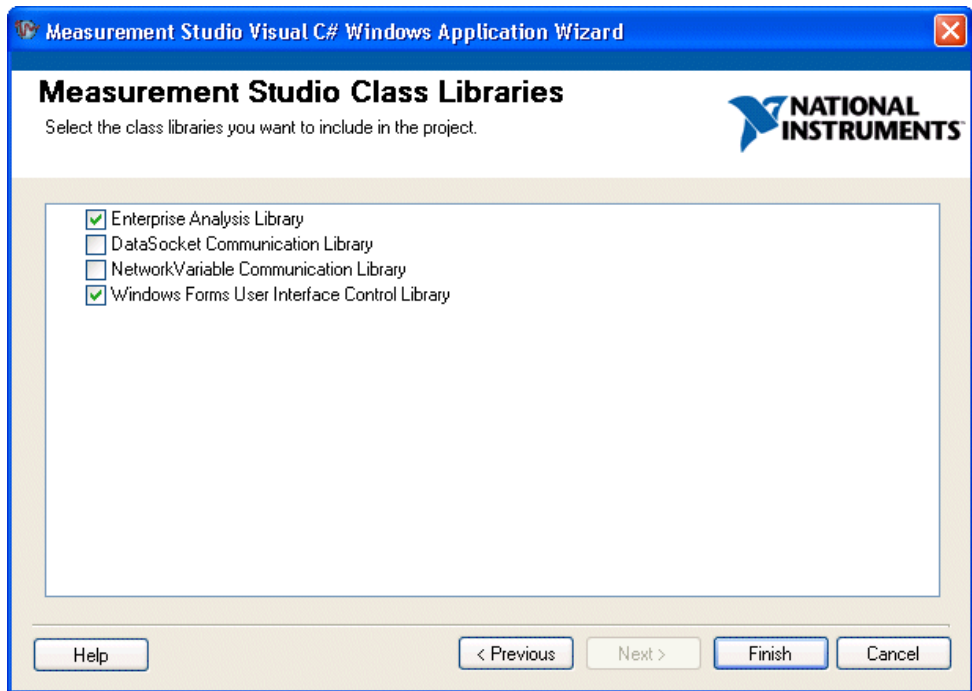 Measurement Studio Visual C# Windows Application Wizard
Measurement Studio Class Libraries
Select the class libraries you want to include in the project.
NATIONAL
INSTRUMENTS
Enterprise Analysis Library
DataSocket Communication Library
NetworkVariable Communication Library
Windows Forms User Interface Control Library
Help
< Previous
Next >
Finish
Cancel